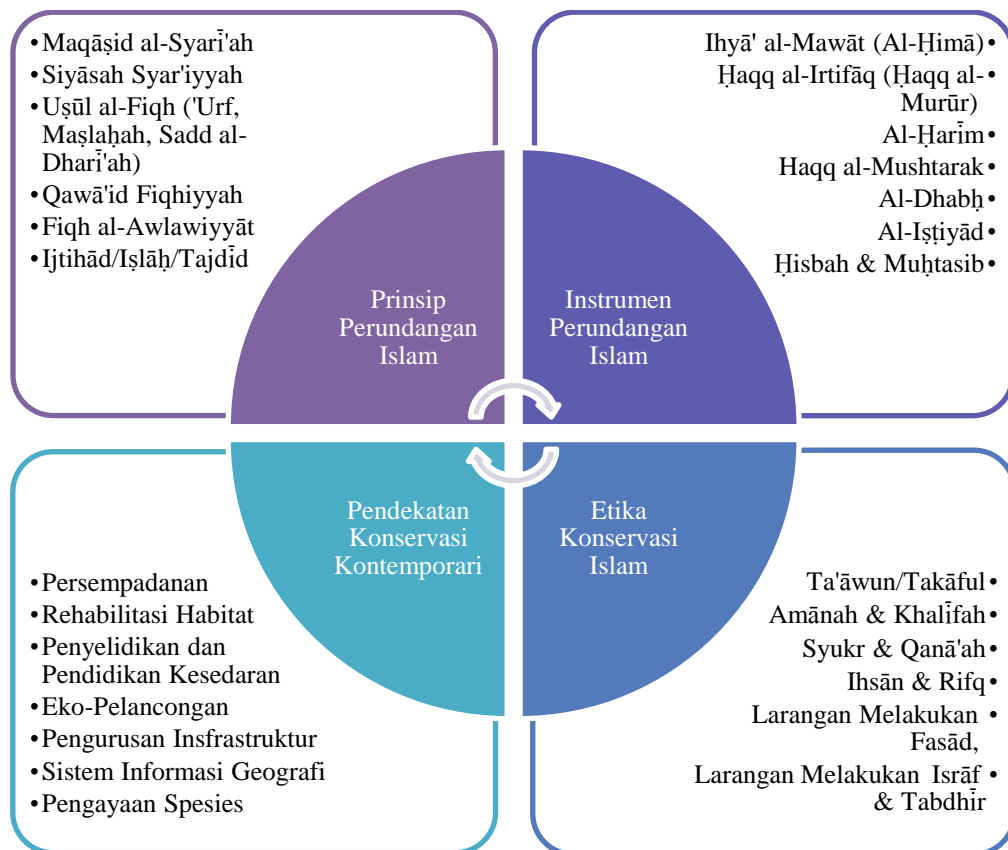 •Maqāṣid al-Syarī'ah
•Siyāsah Syar'iyyah
•Uṣūl al-Fiqh ('Urf,
Maṣlaḥah, Sadd al-
Dharī'ah)
•Qawā'id Fiqhiyyah
•Fiqh al-Awlawiyyāt
•Ijtihād/Iṣlāḥ/Tajdīd
Prinsip
Perundangan
Islam
Ihyā' al-Mawāt (Al-Ḥimā)•
Ḥaqq al-Irtifāq (Ḥaqq al-•
Murūr)
Al-Ḥarīm•
Haqq al-Mushtarak•
Al-Dhabḥ•
Al-Iṣṭiyād•
Ḥisbah & Muḥtasib•
Instrumen
Perundangan
Islam
Pendekatan
Konservasi
Kontemporari
•Persempadanan
•Rehabilitasi Habitat
•Penyelidikan dan
Pendidikan Kesedaran
•Eko-Pelancongan
•Pengurusan Insfrastruktur
•Sistem Informasi Geografi
•Pengayaan Spesies
Etika
Konservasi
Islam
Ta'āwun/Takāful•
Amānah & Khalīfah•
Syukr & Qanā'ah•
Ihsān & Rifq•
Larangan Melakukan •
Fasād,
Larangan Melakukan Isrāf •
& Tabdhīr